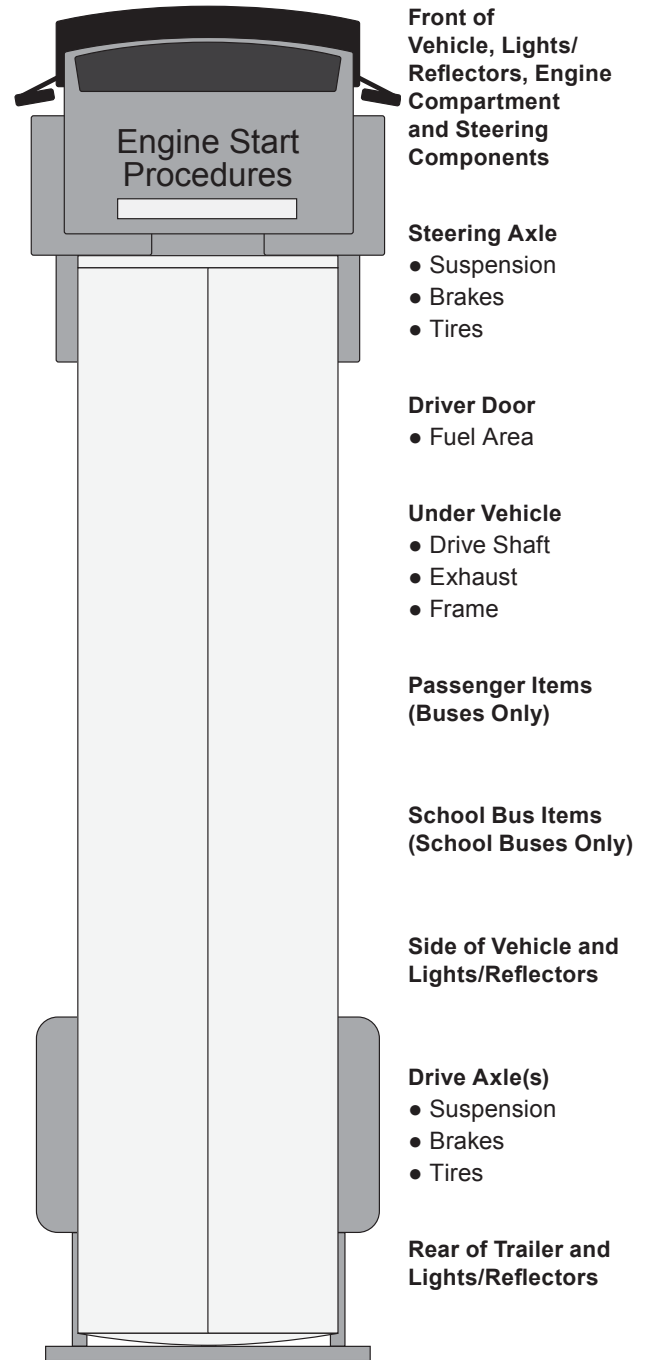 Front of
Vehicle, Lights/
Reflectors, Engine
Compartment
and Steering
Components
Engine Start
Procedures
Steering Axle
● Suspension
● Brakes
● Tires
Driver Door
● Fuel Area
Under Vehicle
● Drive Shaft
● Exhaust
● Frame
Passenger Items
(Buses Only)
School Bus Items
(School Buses Only)
Side of Vehicle and
Lights/Reflectors
Drive Axle(s)
● Suspension
● Brakes
● Tires
Rear of Trailer and
Lights/Reflectors